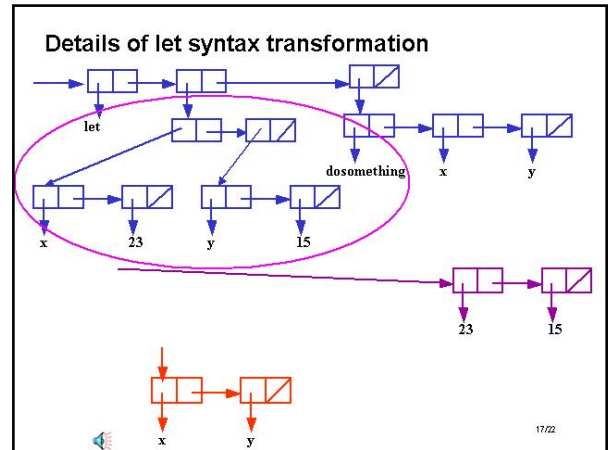 Details of let syntax transformation
let
dosomething x y
x 23 y 15
23 15
x y
17/22